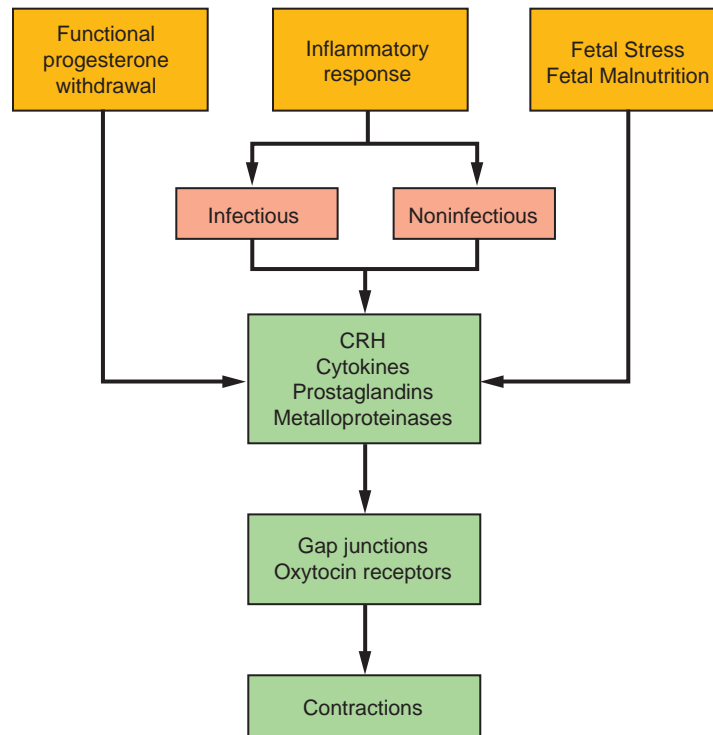 Functional
progesterone
withdrawal
Inflammatory
response
Fetal Stress
Fetal Malnutrition
Infectious
Noninfectious
CRH
Cytokines
Prostaglandins
Metalloproteinases
Gap junctions
Oxytocin receptors
Contractions